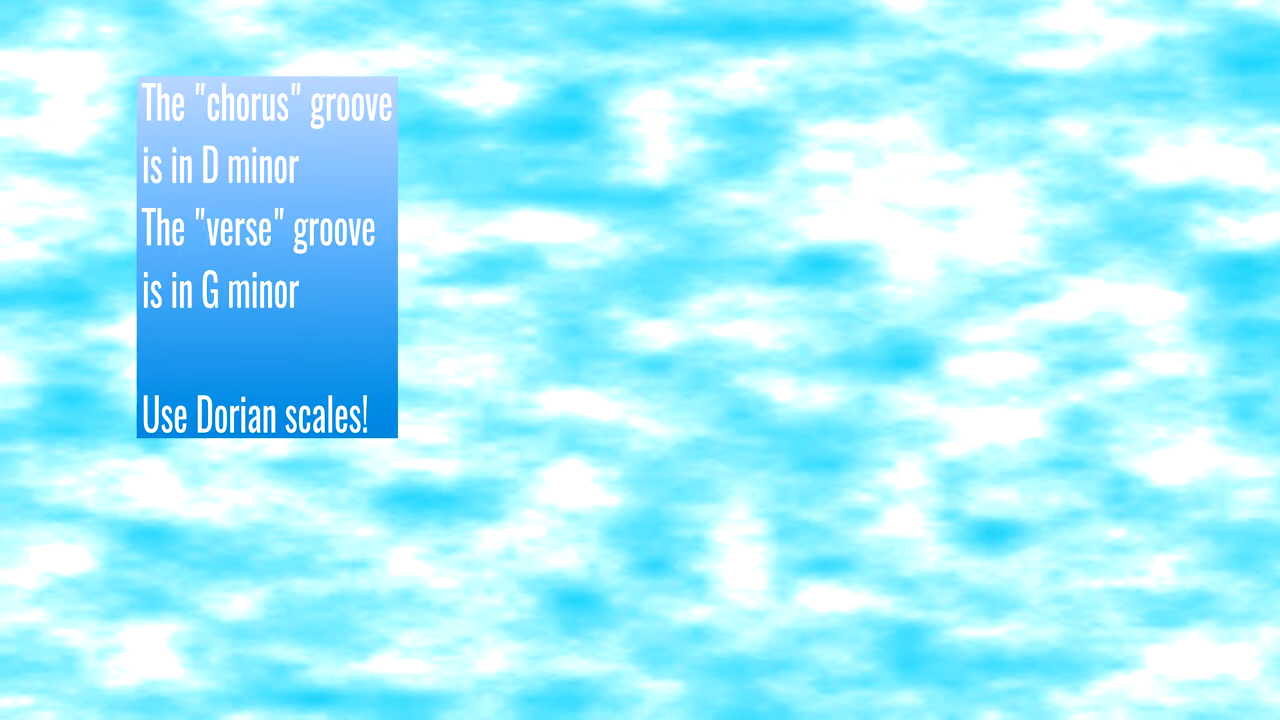 The "chorus" groove
is in D minor
The "verse" groove
is in G minor
Use Dorian scales!